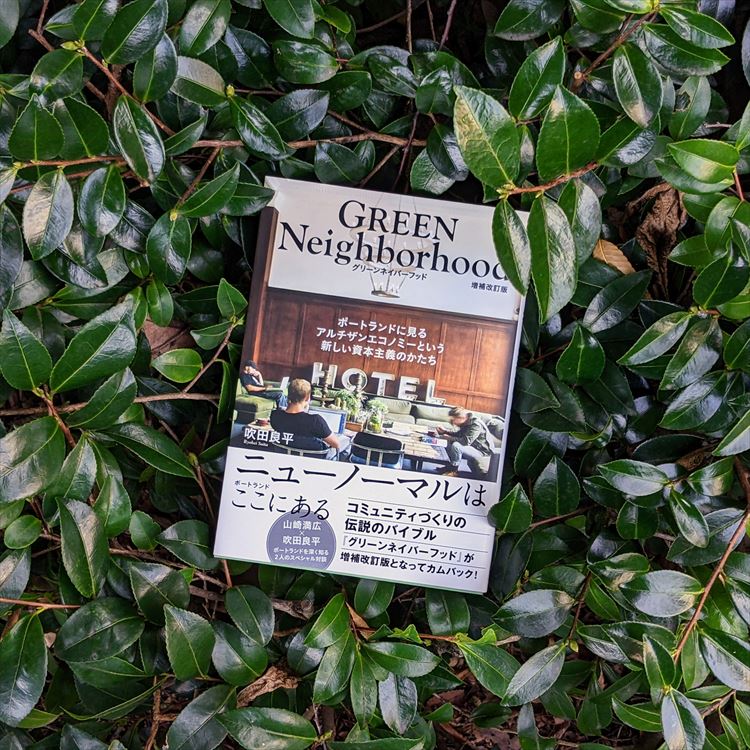 GREEN
Neighborhood
グリーンネイバーフッド
増補改訂版
ポートランドに見る
アルチザンエコノミーという
新しい資本主義のかたち
HOTEL
吹田良平
Ryohei Suita
ニューノーマルは
ポートランド
ここにある
山崎満広
×
吹田良平
ポートランドを深く知る
2人のスペシャル対談
コミュニティづくりの
伝説のバイブル
『グリーンネイバーフッド』が
増補改訂版となってカムバック!